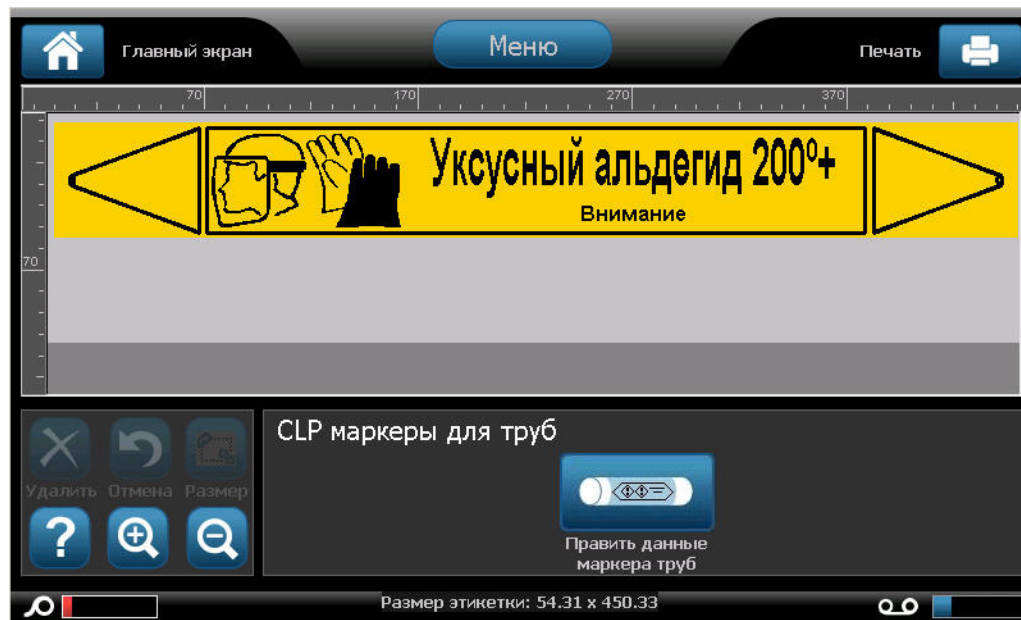 Главный экран
Меню
Печать
70 170 270 370
Уксусный альдегид 200º+
Внимание
70
CLP маркеры для труб
Удалить Отмена Размер
Править данные
маркера труб
Размер этикетки: 54.31 x 450.33